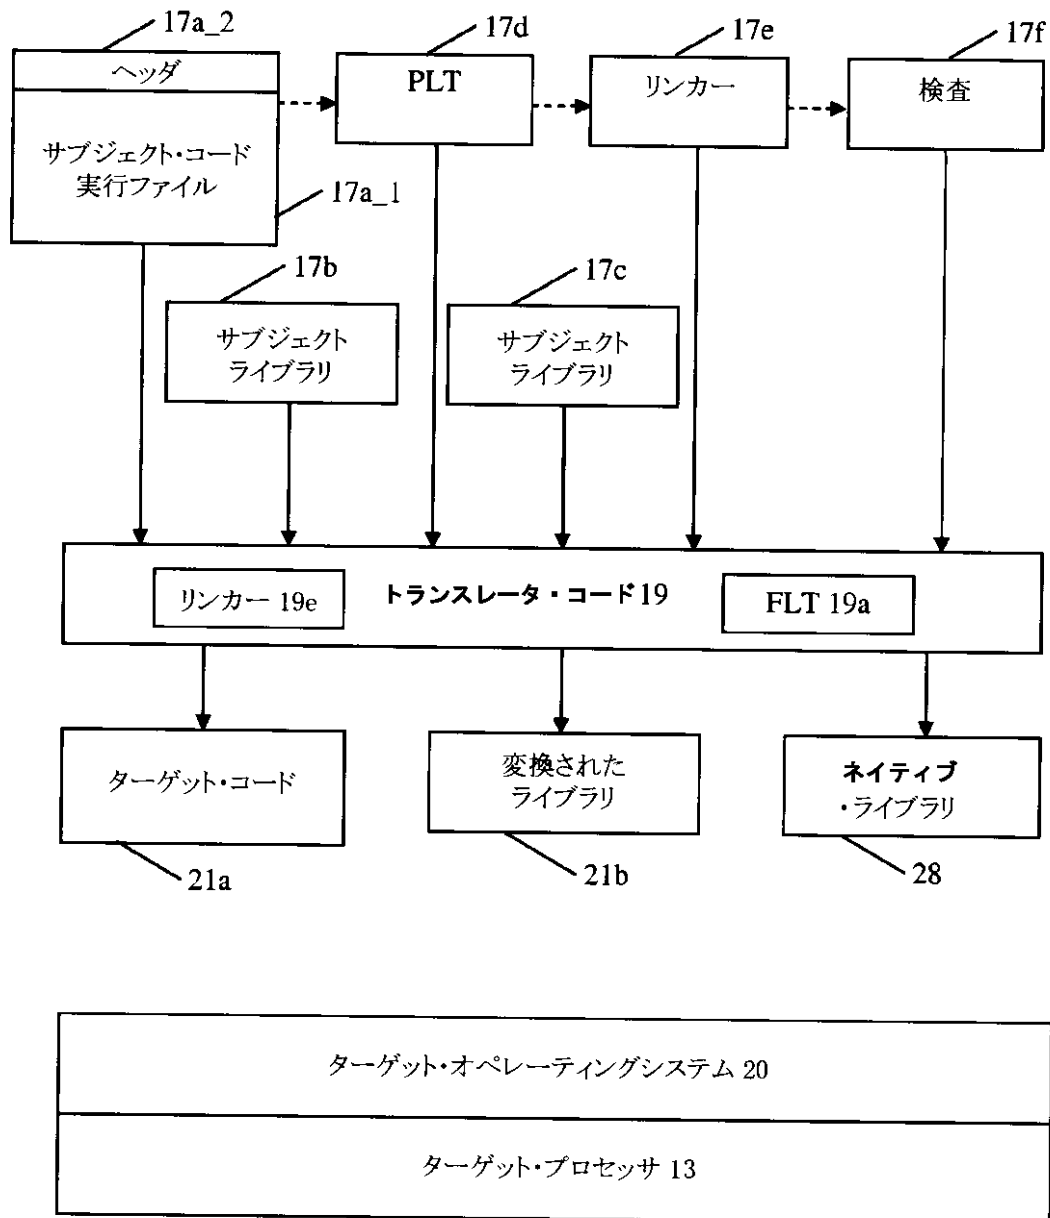 17a_2
17d
17e
17f
ヘッダ
PLT
リンカー
検査
サブジェクト・コード
実行ファイル
17a_1
17b
17c
サブジェクト
ライブラリ
サブジェクト
ライブラリ
リンカー 19e
トランスレータ・コード19
FLT 19a
ターゲット・コード
変換された
ライブラリ
ネイティブ
・ライブラリ
21a
21b
28
ターゲット・オペレーティングシステム 20
ターゲット・プロセッサ 13